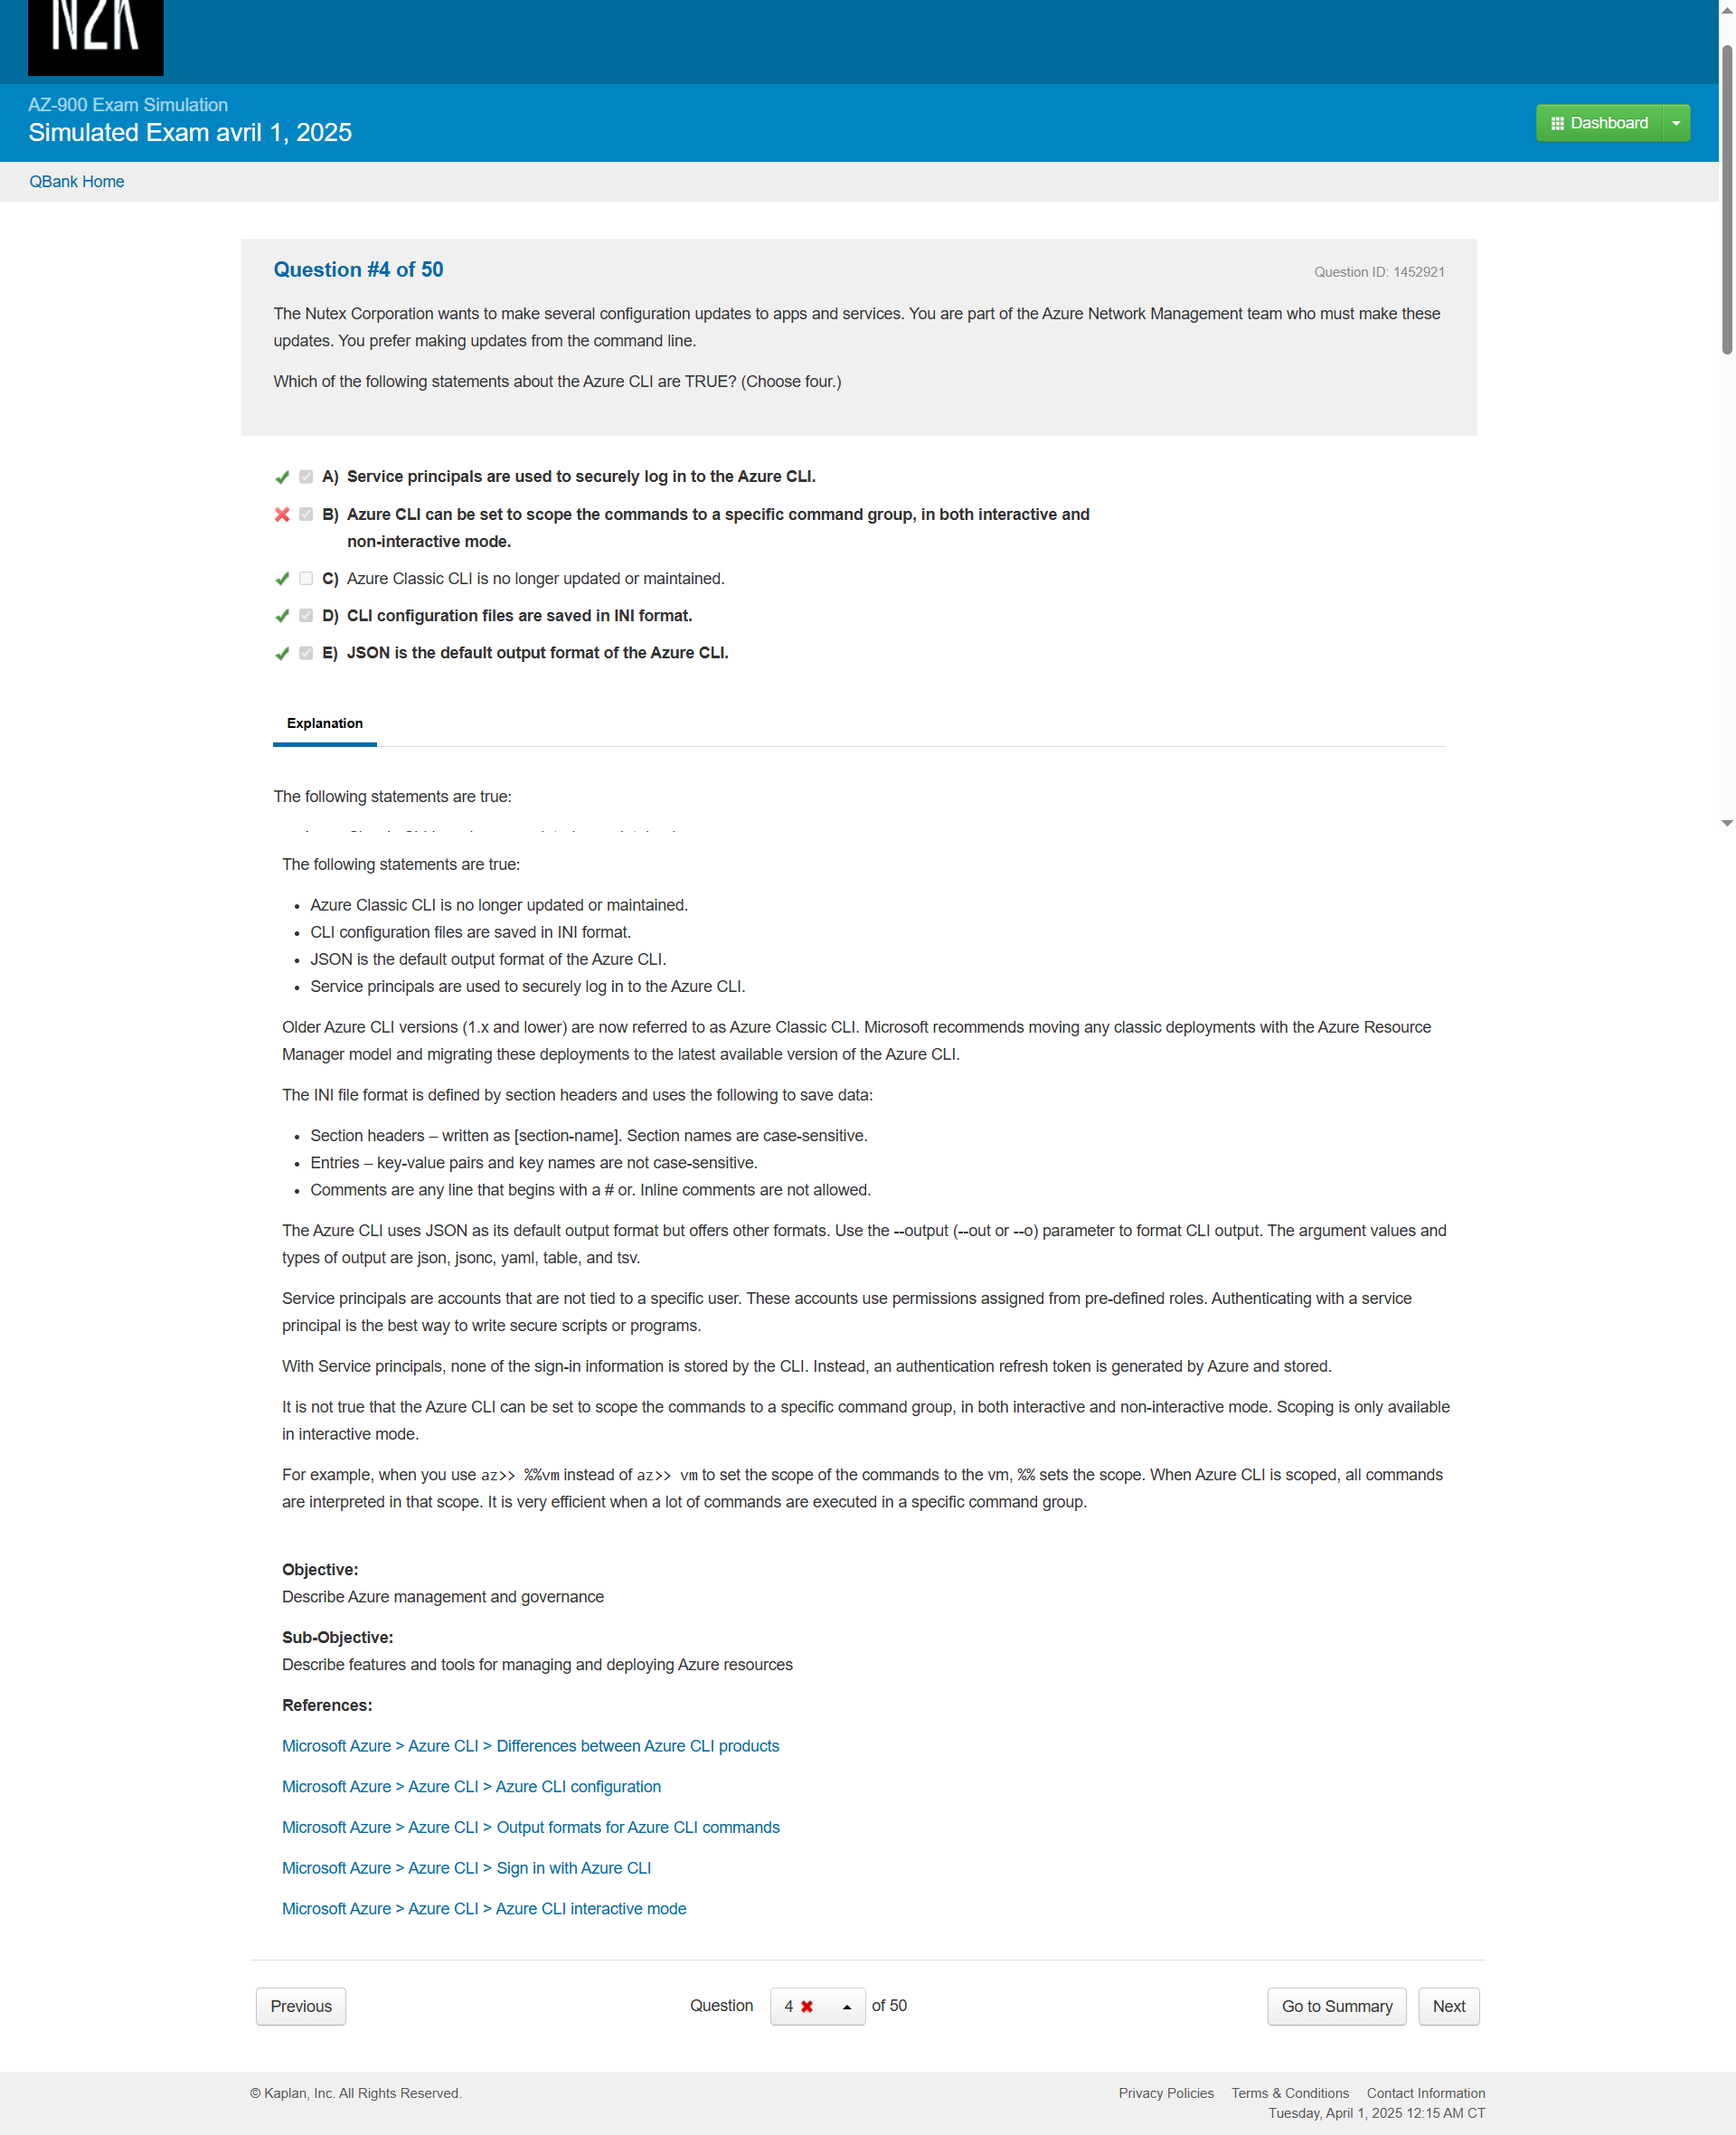 N2K
AZ-900 Exam Simulation
Simulated Exam avril 1, 2025
Dashboard
QBank Home
Question #4 of 50
Question ID: 1452921
The Nutex Corporation wants to make several configuration updates to apps and services. You are part of the Azure Network Management team who must make these
updates. You prefer making updates from the command line.
Which of the following statements about the Azure CLI are TRUE? (Choose four.)
A) Service principals are used to securely log in to the Azure CLI.
B) Azure CLI can be set to scope the commands to a specific command group, in both interactive and
non-interactive mode.
C) Azure Classic CLI is no longer updated or maintained.
D) CLI configuration files are saved in INI format.
E) JSON is the default output format of the Azure CLI.
Explanation
The following statements are true:
The following statements are true:
• Azure Classic CLI is no longer updated or maintained.
• CLI configuration files are saved in INI format.
• JSON is the default output format of the Azure CLI.
• Service principals are used to securely log in to the Azure CLI.
Older Azure CLI versions (1.x and lower) are now referred to as Azure Classic CLI. Microsoft recommends moving any classic deployments with the Azure Resource
Manager model and migrating these deployments to the latest available version of the Azure CLI.
The INI file format is defined by section headers and uses the following to save data:
• Section headers – written as [section-name]. Section names are case-sensitive.
• Entries – key-value pairs and key names are not case-sensitive.
• Comments are any line that begins with a # or. Inline comments are not allowed.
The Azure CLI uses JSON as its default output format but offers other formats. Use the --output (--out or --o) parameter to format CLI output. The argument values and
types of output are json, jsonc, yaml, table, and tsv.
Service principals are accounts that are not tied to a specific user. These accounts use permissions assigned from pre-defined roles. Authenticating with a service
principal is the best way to write secure scripts or programs.
With Service principals, none of the sign-in information is stored by the CLI. Instead, an authentication refresh token is generated by Azure and stored.
It is not true that the Azure CLI can be set to scope the commands to a specific command group, in both interactive and non-interactive mode. Scoping is only available
in interactive mode.
For example, when you use az>> %%vm instead of az>> vm to set the scope of the commands to the vm, %% sets the scope. When Azure CLI is scoped, all commands
are interpreted in that scope. It is very efficient when a lot of commands are executed in a specific command group.
Objective:
Describe Azure management and governance
Sub-Objective:
Describe features and tools for managing and deploying Azure resources
References:
Microsoft Azure > Azure CLI > Differences between Azure CLI products
Microsoft Azure > Azure CLI > Azure CLI configuration
Microsoft Azure > Azure CLI > Output formats for Azure CLI commands
Microsoft Azure > Azure CLI > Sign in with Azure CLI
Microsoft Azure > Azure CLI > Azure CLI interactive mode
Previous
Question 4 of 50
Go to Summary
Next
© Kaplan, Inc. All Rights Reserved.
Privacy Policies Terms & Conditions Contact Information
Tuesday, April 1, 2025 12:15 AM CT